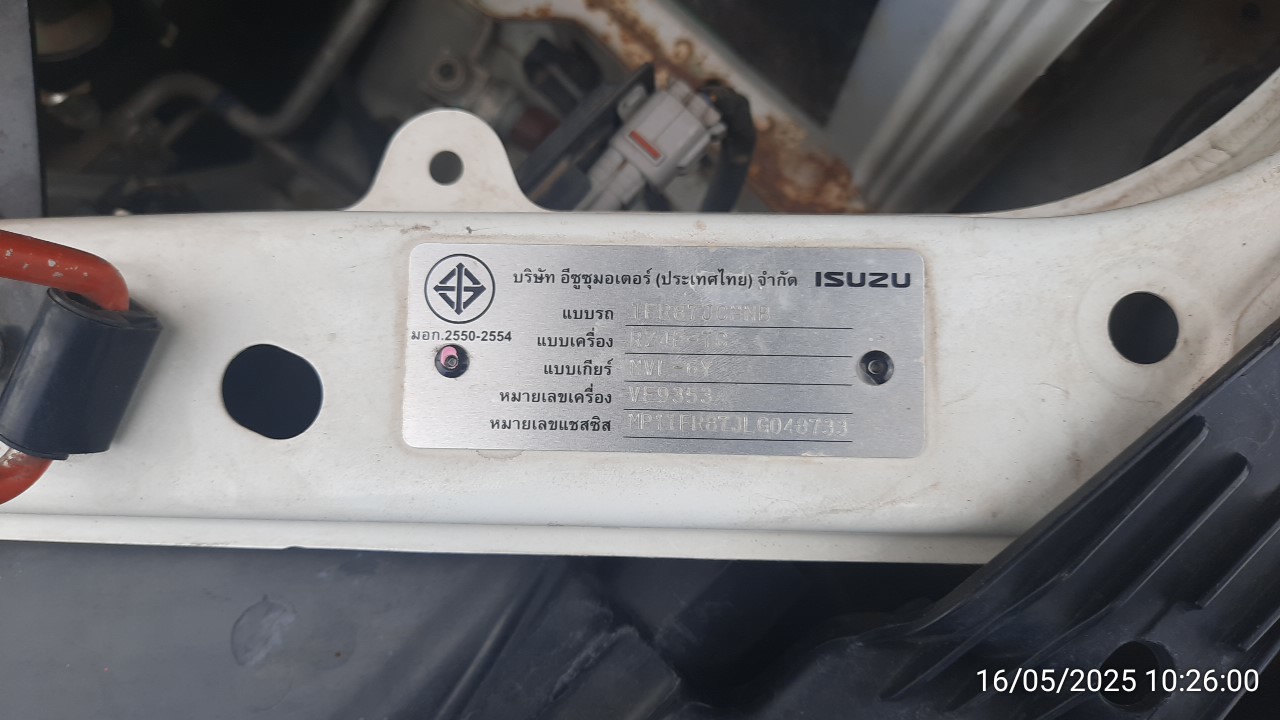 บริษัท อีซูซุมอเตอร์ (ประเทศไทย) จำกัด ISUZU
แบบรถ
มอก.2550-2554
แบบเครื่อง
แบบเกียร์
หมายเลขเครื่อง VE9353
หมายเลขแชสซิส
16/05/2025 10:26:00